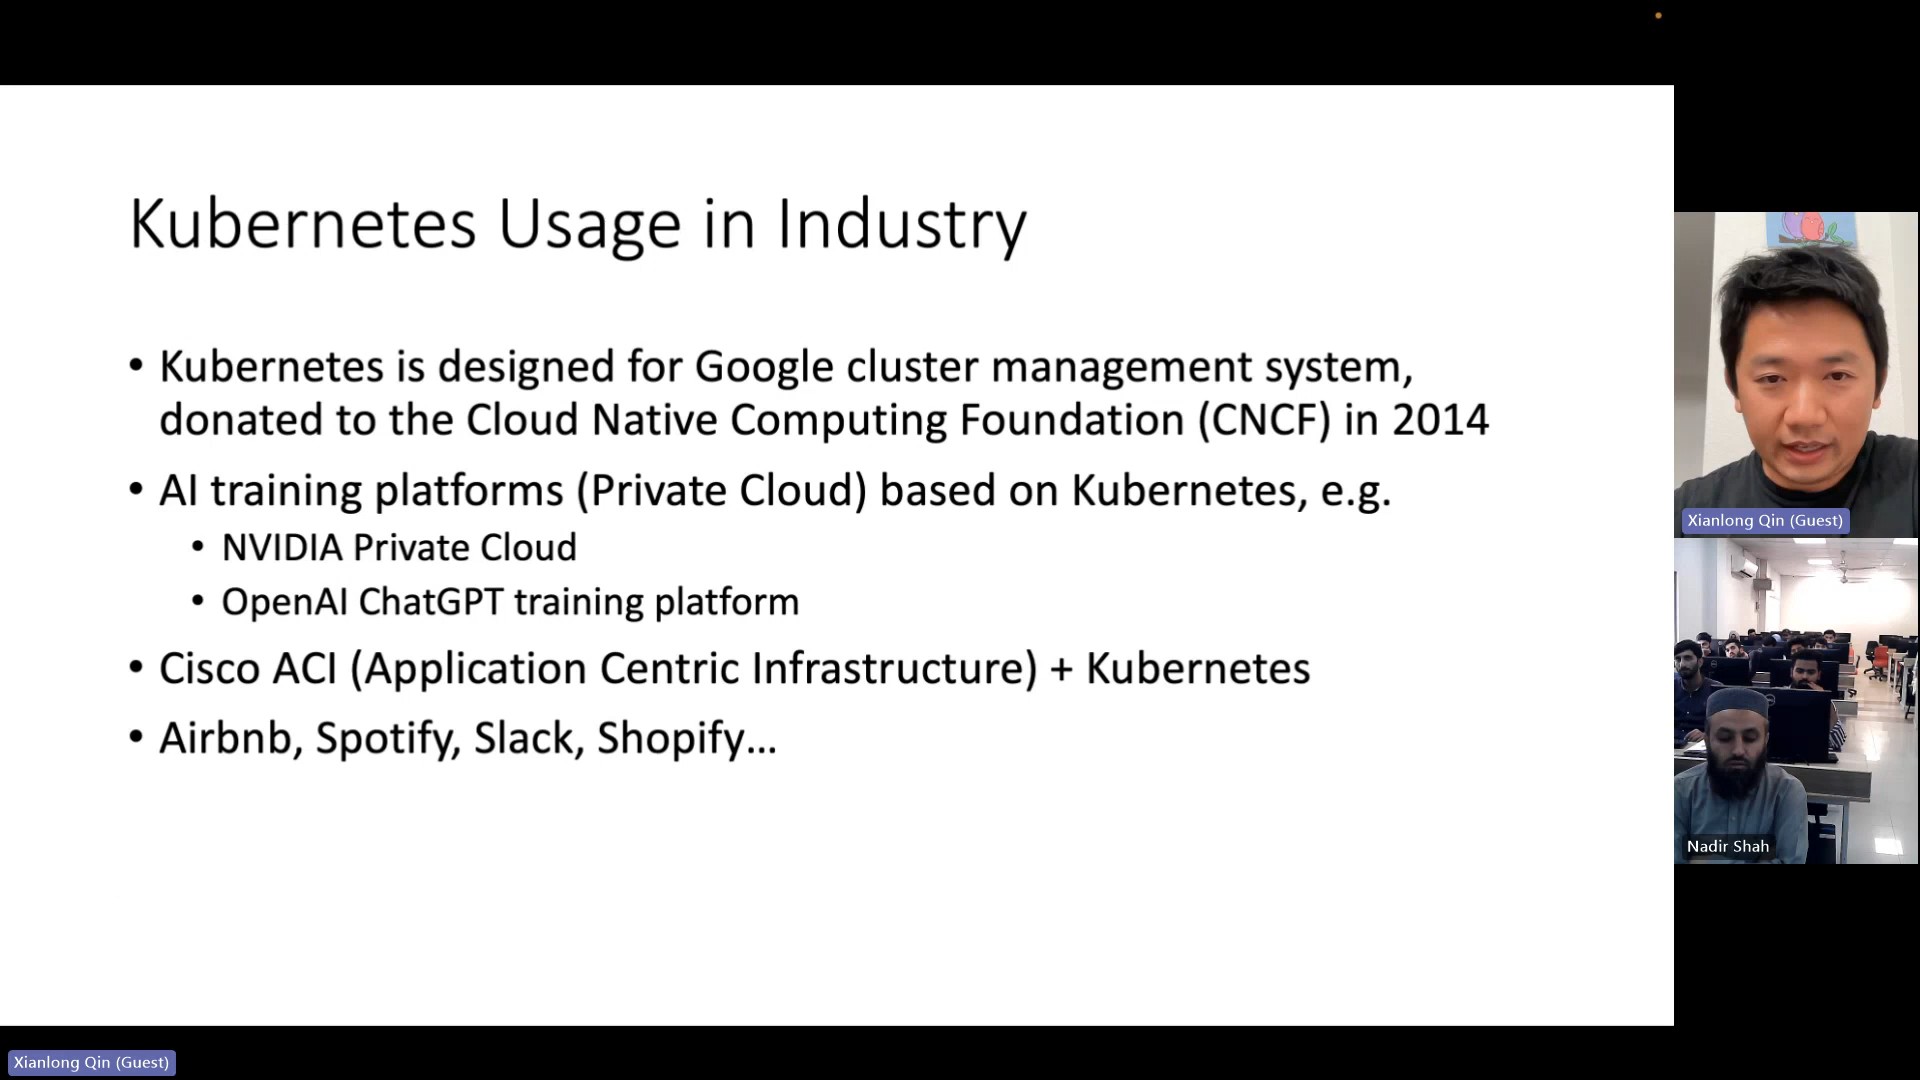 Kubernetes Usage in Industry
• Kubernetes is designed for Google cluster management system,
donated to the Cloud Native Computing Foundation (CNCF) in 2014
• AI training platforms (Private Cloud) based on Kubernetes, e.g.
• NVIDIA Private Cloud
• OpenAI ChatGPT training platform
• Cisco ACI (Application Centric Infrastructure) + Kubernetes
• Airbnb, Spotify, Slack, Shopify...
Xianlong Qin (Guest)
Nadir Shah
Xianlong Qin (Guest)